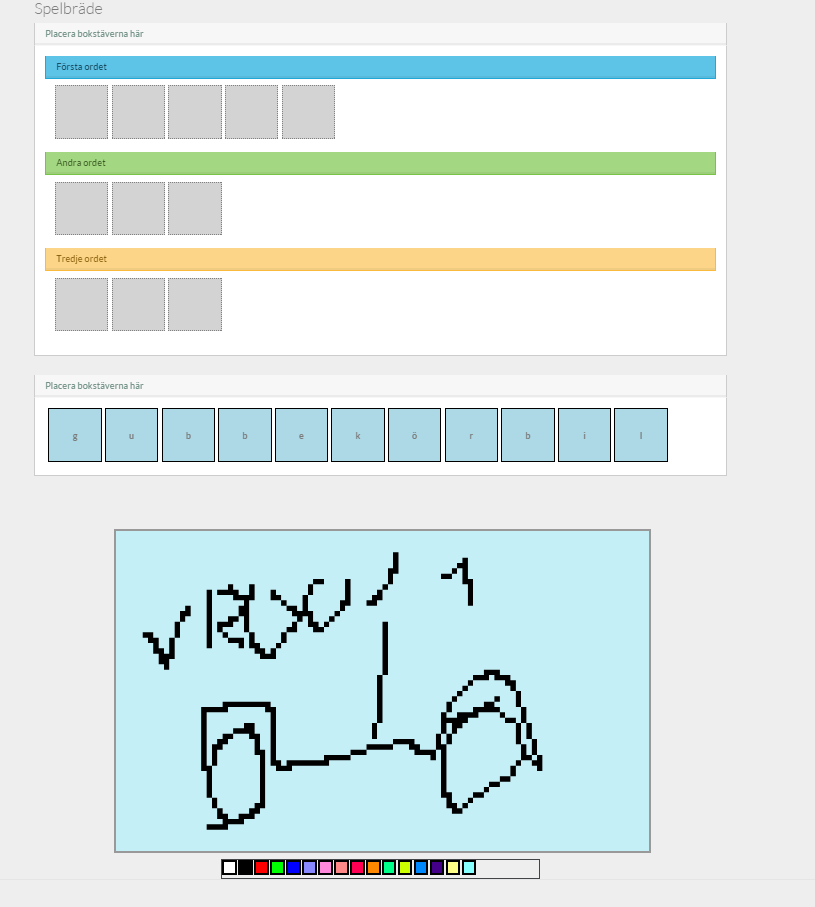 Spelbräde
Placera bokstäverna här
Första ordet
Andra ordet
Tredje ordet
Placera bokstäverna här
g u b b e k ö r b i l